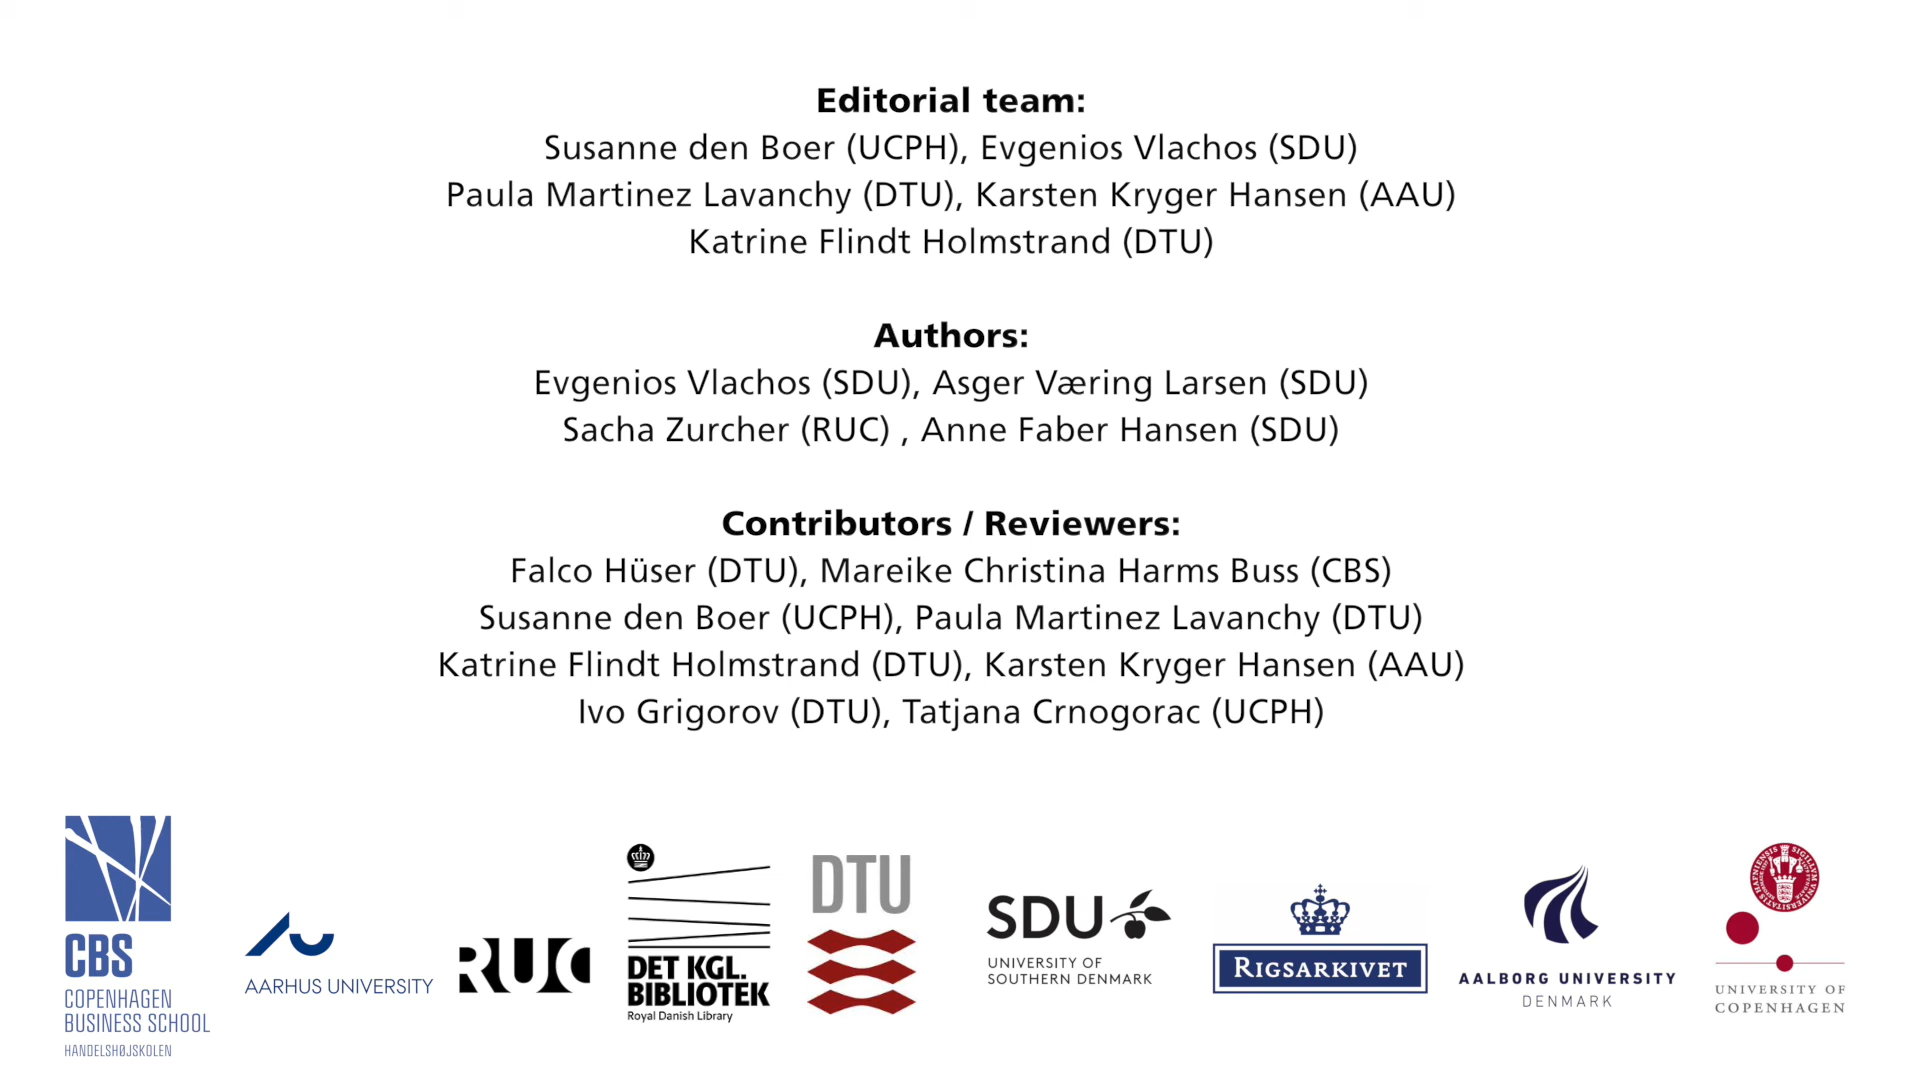 Editorial team:
Susanne den Boer (UCPH), Evgenios Vlachos (SDU)
Paula Martinez Lavanchy (DTU), Karsten Kryger Hansen (AAU)
Katrine Flindt Holmstrand (DTU)
Authors:
Evgenios Vlachos (SDU), Asger Væring Larsen (SDU)
Sacha Zurcher (RUC) , Anne Faber Hansen (SDU)
Contributors / Reviewers:
Falco Hüser (DTU), Mareike Christina Harms Buss (CBS)
Susanne den Boer (UCPH), Paula Martinez Lavanchy (DTU)
Katrine Flindt Holmstrand (DTU), Karsten Kryger Hansen (AAU)
Ivo Grigorov (DTU), Tatjana Crnogorac (UCPH)
CBS
COPENHAGEN
BUSINESS SCHOOL
HANDELSHØJSKOLEN
AARHUS UNIVERSITY
RUC
DET KGL.
BIBLIOTEK
Royal Danish Library
DTU
SDU
UNIVERSITY OF
SOUTHERN DENMARK
RIGSARKIVET
AALBORG UNIVERSITY
DENMARK
UNIVERSITY OF
COPENHAGEN